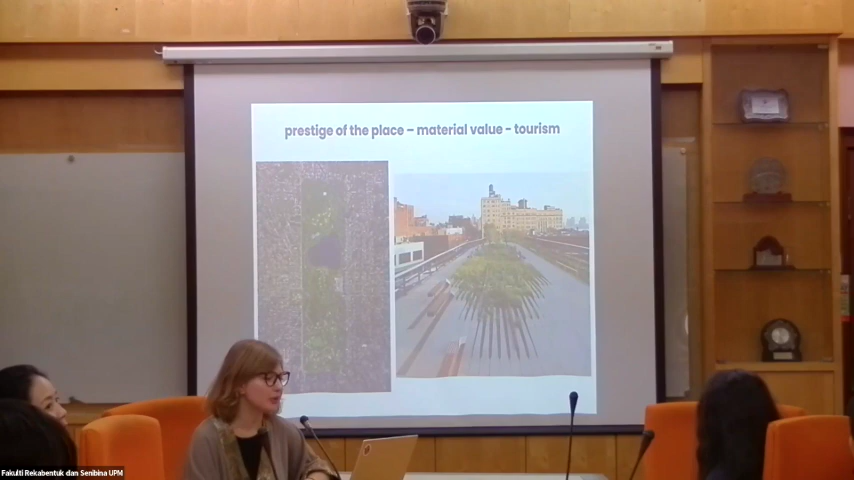 prestige of the place – material value - tourism
Fakulti Rekabentuk dan Senibina UPM